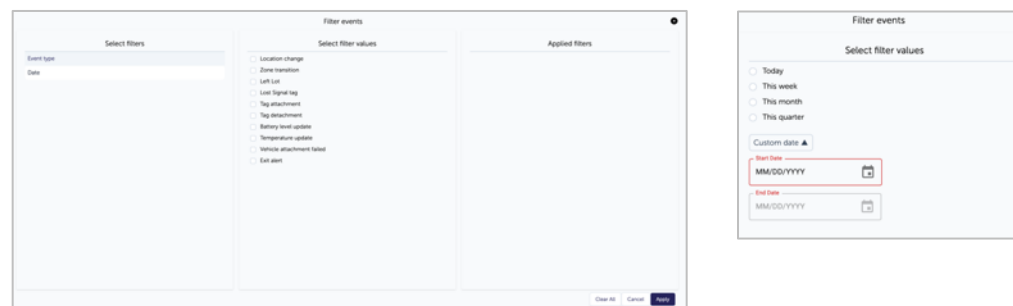 Filter events
Select filters
Event type
Date
Select filter values
Location change
Zone transition
Left Lot
Lost Signal tag
Tag attachment
Tag detachment
Battery level update
Temperature update
Vehicle attachment failed
Exit alert
Applied filters
Clear All Cancel Apply
Filter events
Select filter values
Today
This week
This month
This quarter
Custom date ▲
Start Date
MM/DD/YYYY
End Date
MM/DD/YYYY